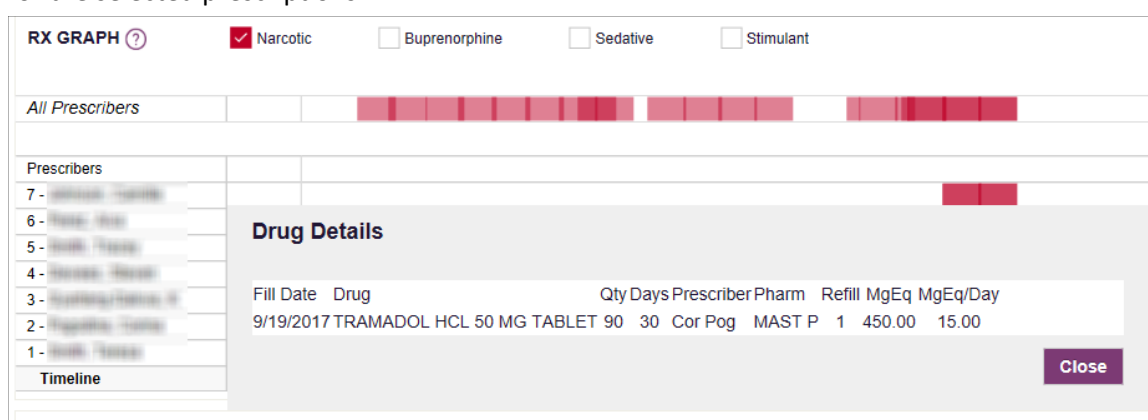 RX GRAPH ?
Narcotic Buprenorphine Sedative Stimulant
All Prescribers
Prescribers
7 -
6 -
5 -
4 -
3 -
2 -
1 -
Timeline
Drug Details
Fill Date Drug Qty Days Prescriber Pharm Refill MgEq MgEq/Day
9/19/2017 TRAMADOL HCL 50 MG TABLET 90 30 Cor Pog MAST P 1 450.00 15.00
Close